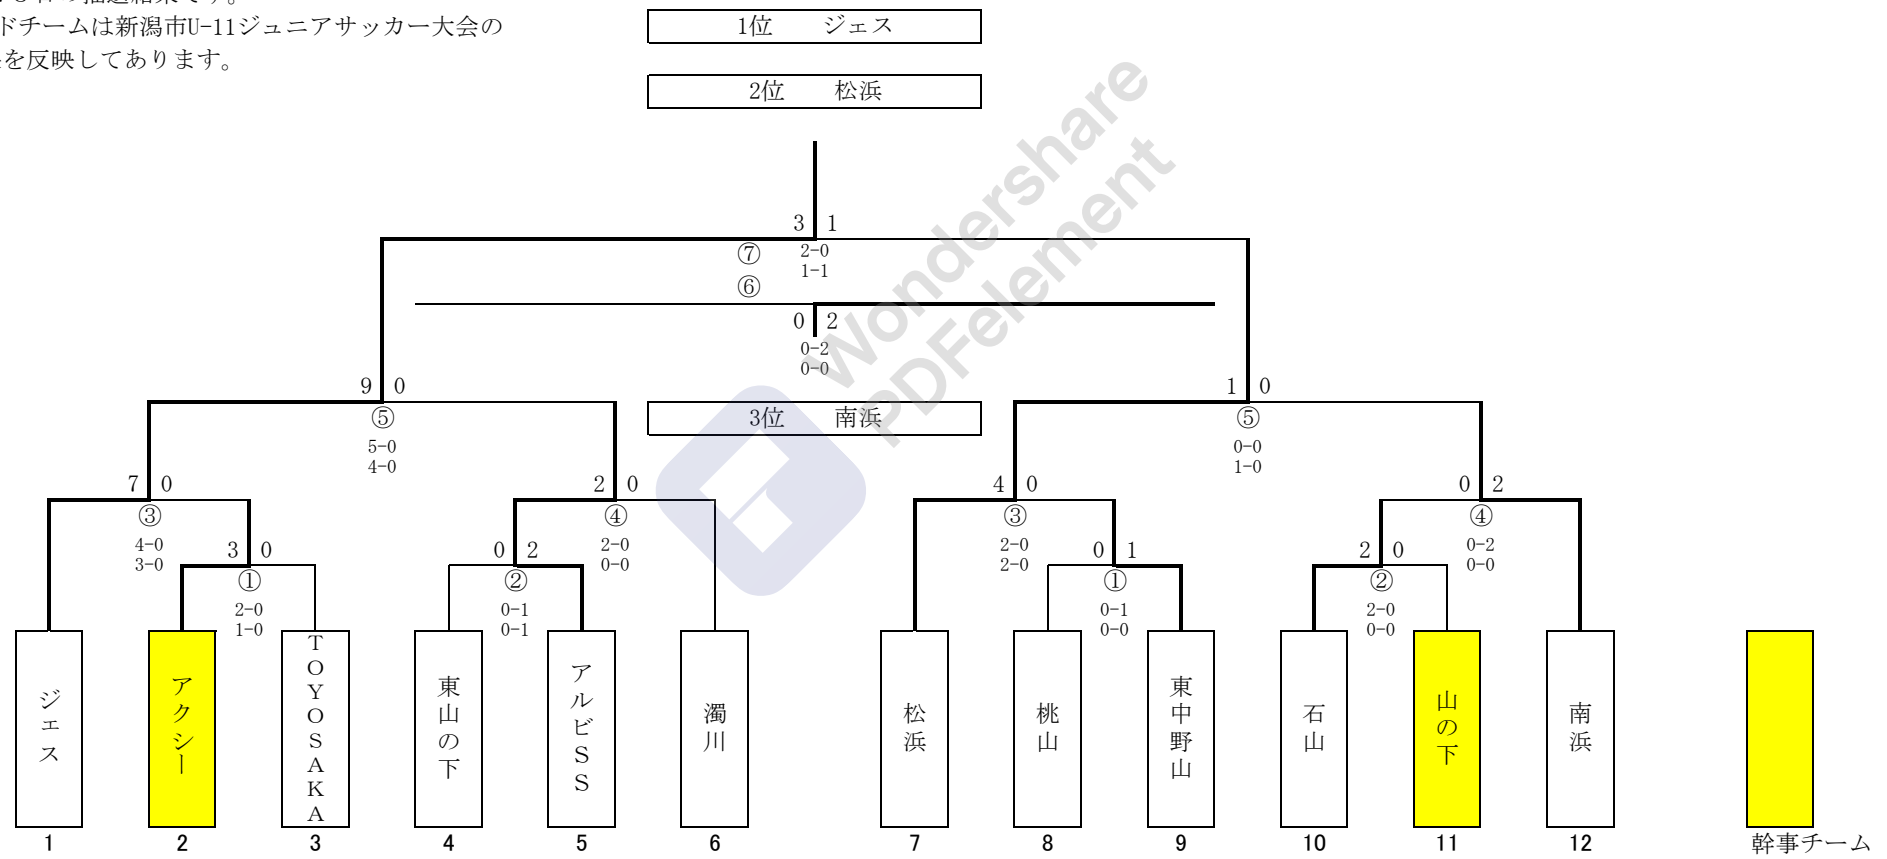 ドチームは新潟市U-11ジュニアサッカー大会の
を反映してあります。
1位 ジェス
2位 松浜
3 1
⑦ 2-0
1-1
⑥
0 2
0-2
0-0
9 0
⑤
5-0
4-0
3位 南浜
1 0
⑤
0-0
1-0
7 0
③
4-0
3-0
2 0
④
2-0
0-0
4 0
③
2-0
2-0
0 2
④
0-2
0-0
3 0
①
2-0
1-0
0 2
②
0-1
0-1
0 1
①
0-1
0-0
2 0
②
2-0
0-0
ジェス
アクシー
TOYOSAKA
東山の下
アルビSS
濁川
松浜
桃山
東中野山
石山
山の下
南浜
1 2 3 4 5 6 7 8 9 10 11 12
幹事チーム
Wondershare
PDFelement